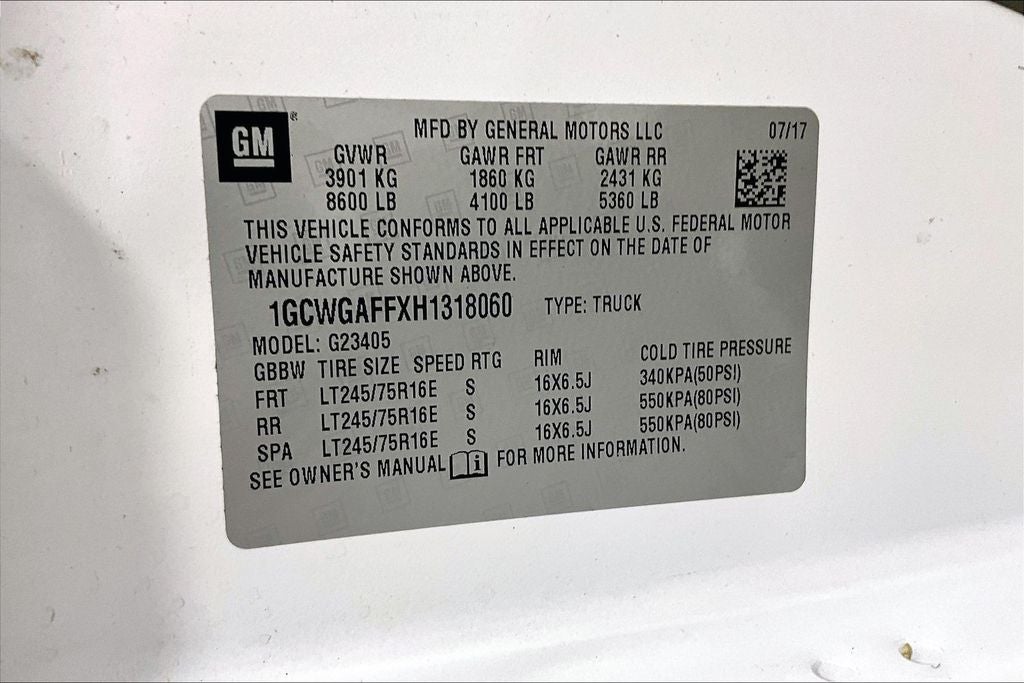 GM ® MFD BY GENERAL MOTORS LLC 07/17
GVWR GAWR FRT GAWR RR
3901 KG 1860 KG 2431 KG
8600 LB 4100 LB 5360 LB
THIS VEHICLE CONFORMS TO ALL APPLICABLE U.S. FEDERAL MOTOR
VEHICLE SAFETY STANDARDS IN EFFECT ON THE DATE OF
MANUFACTURE SHOWN ABOVE.
1GCWGAFFXH1318060 TYPE: TRUCK
MODEL: G23405
GBBW TIRE SIZE SPEED RTG RIM COLD TIRE PRESSURE
FRT LT245/75R16E S 16X6.5J 340KPA(50PSI)
RR LT245/75R16E S 16X6.5J 550KPA(80PSI)
SPA LT245/75R16E S 16X6.5J 550KPA(80PSI)
SEE OWNER'S MANUAL i FOR MORE INFORMATION.